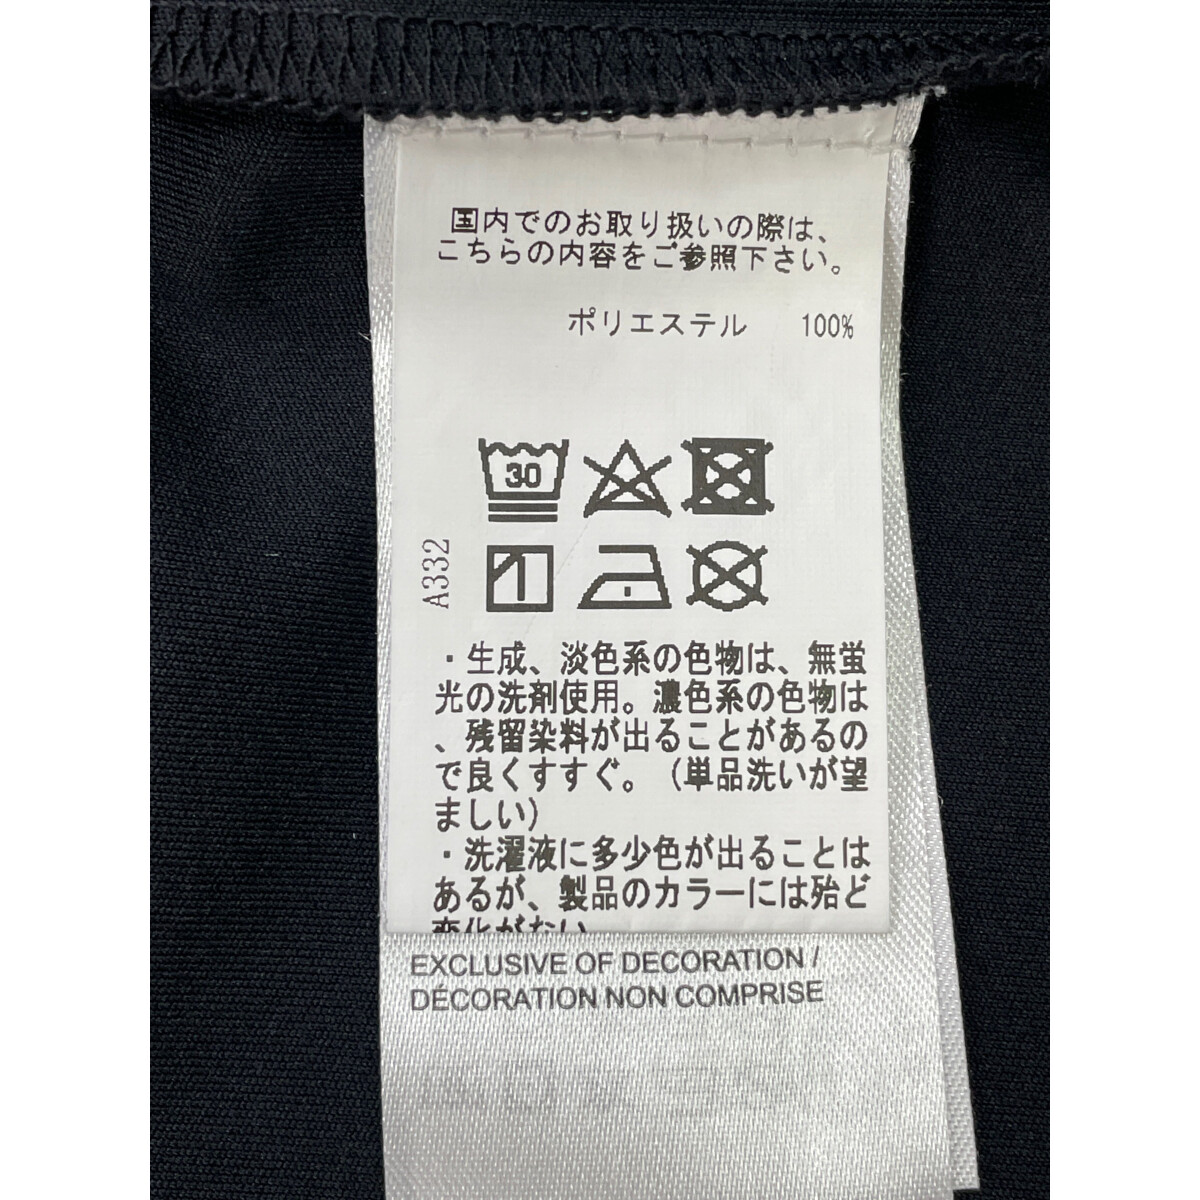 国内でのお取り扱いの際は、
こちらの内容をご参照下さい。
ポリエステル 100%
30
A332
・生成、淡色系の色物は、無蛍
光の洗剤使用。濃色系の色物は
、残留染料が出ることがあるの
で良くすすぐ。(単品洗いが望
ましい)
・洗濯液に多少色が出ることは
あるが、製品のカラーには殆ど
変化がない
EXCLUSIVE OF DECORATION /
DÉCORATION NON COMPRISE